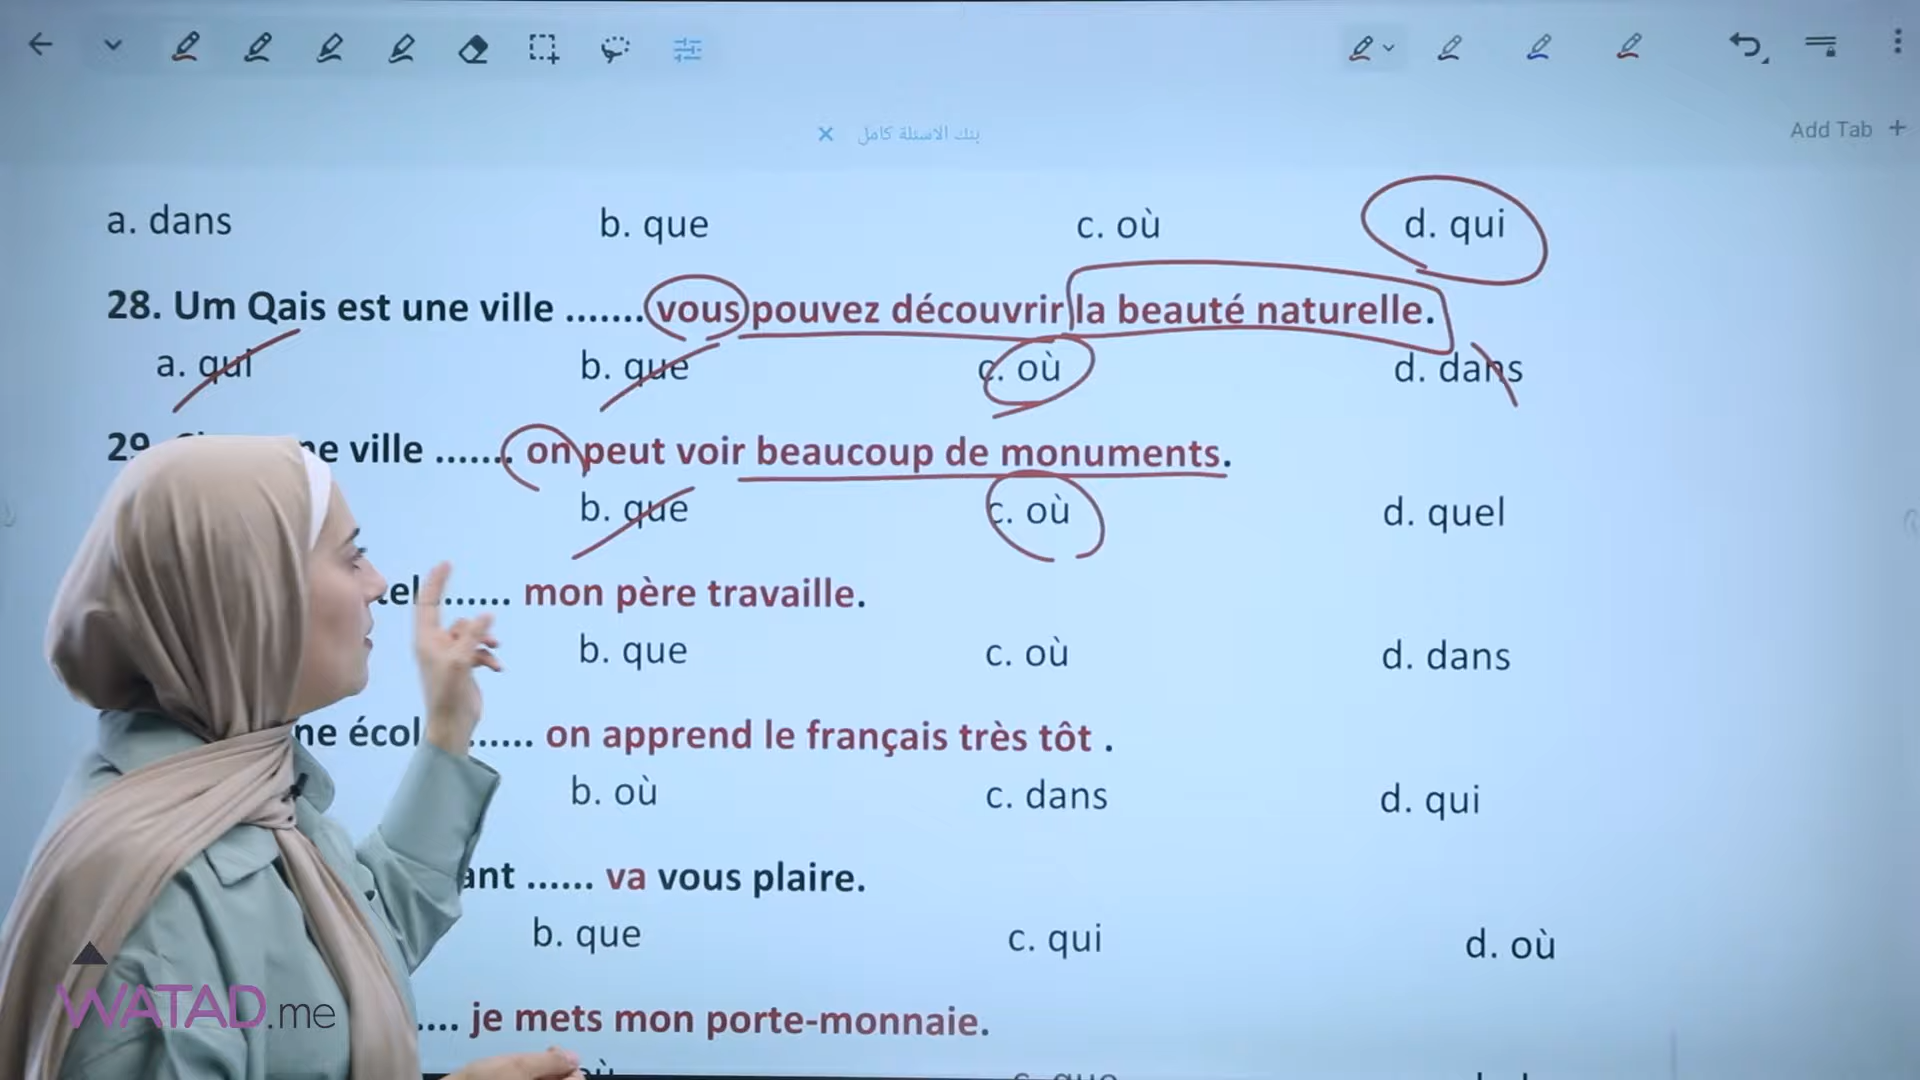 بنك الاسئلة كامل
Add Tab +
a. dans b. que c. où d. qui
28. Um Qais est une ville ....... vous pouvez découvrir la beauté naturelle.
a. qui b. que c. où d. dans
29. ville ....... on peut voir beaucoup de monuments.
b. que c. où d. quel
...... mon père travaille.
b. que c. où d. dans
...... on apprend le français très tôt .
b. où c. dans d. qui
...... va vous plaire.
b. que c. qui d. où
.... je mets mon porte-monnaie.
WATAD.me